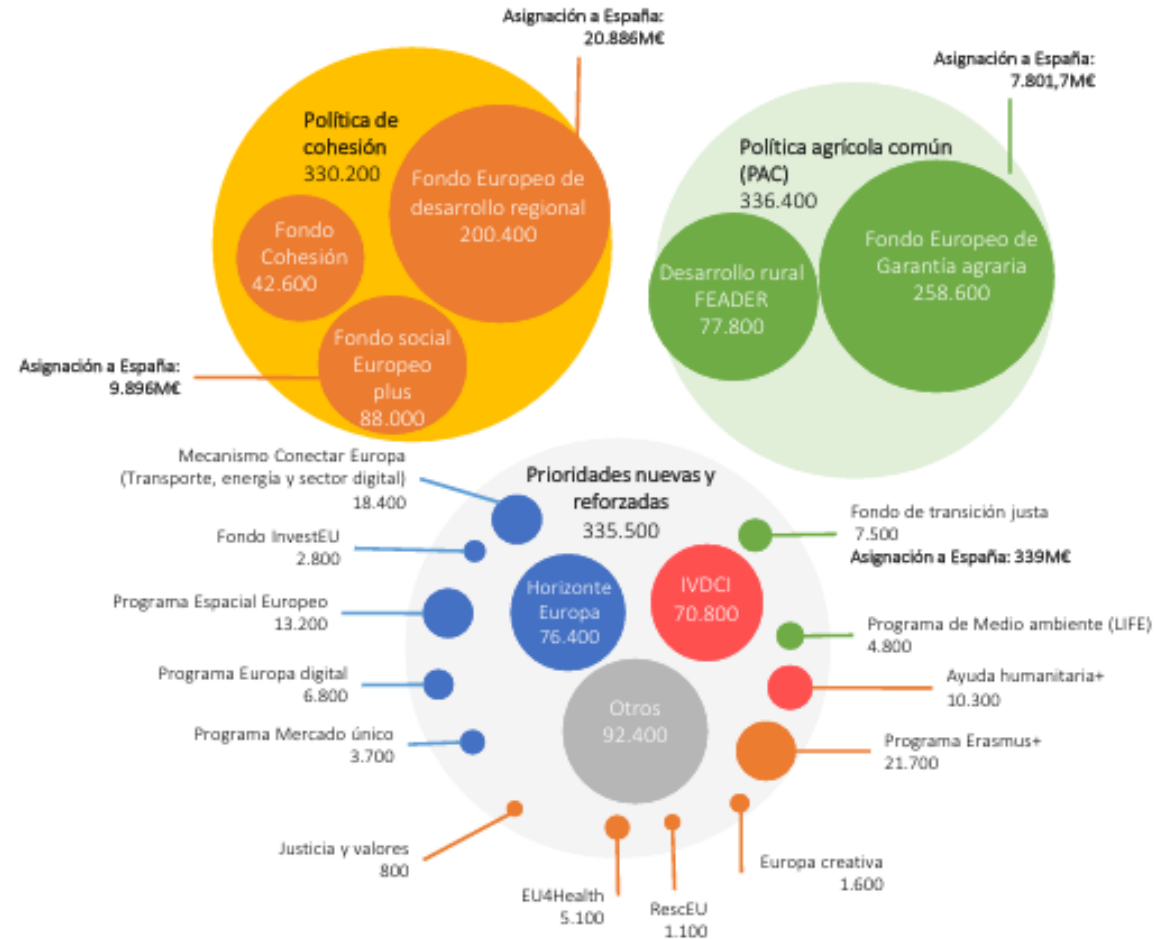 Asignación a España:
20.886M€
Política de
cohesión
330.200
Fondo Europeo de
desarrollo regional
200.400
Fondo
Cohesión
42.600
Fondo social
Europeo
plus
88.000
Asignación a España:
9.896M€
Asignación a España:
7.801,7M€
Política agrícola común
(PAC)
336.400
Fondo Europeo de
Garantía agraria
258.600
Desarrollo rural
FEADER
77.800
Prioridades nuevas y
reforzadas
335.500
Mecanismo Conectar Europa
(Transporte, energía y sector digital)
18.400
Fondo InvestEU
2.800
Programa Espacial Europeo
13.200
Programa Europa digital
6.800
Programa Mercado único
3.700
Horizonte
Europa
76.400
IVDCI
70.800
Otros
92.400
Fondo de transición justa
7.500
Asignación a España: 339M€
Programa de Medio ambiente (LIFE)
4.800
Ayuda humanitaria+
10.300
Programa Erasmus+
21.700
Europa creativa
1.600
RescEU
1.100
EU4Health
5.100
Justicia y valores
800